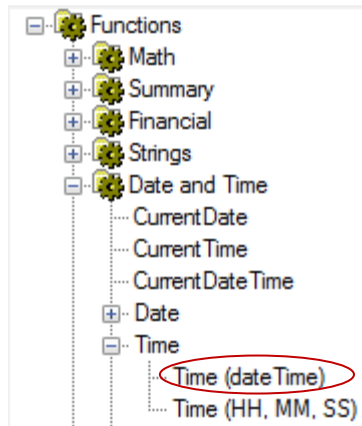 Functions
Math
Summary
Financial
Strings
Date and Time
CurrentDate
CurrentTime
CurrentDateTime
Date
Time
Time (dateTime)
Time (HH, MM, SS)